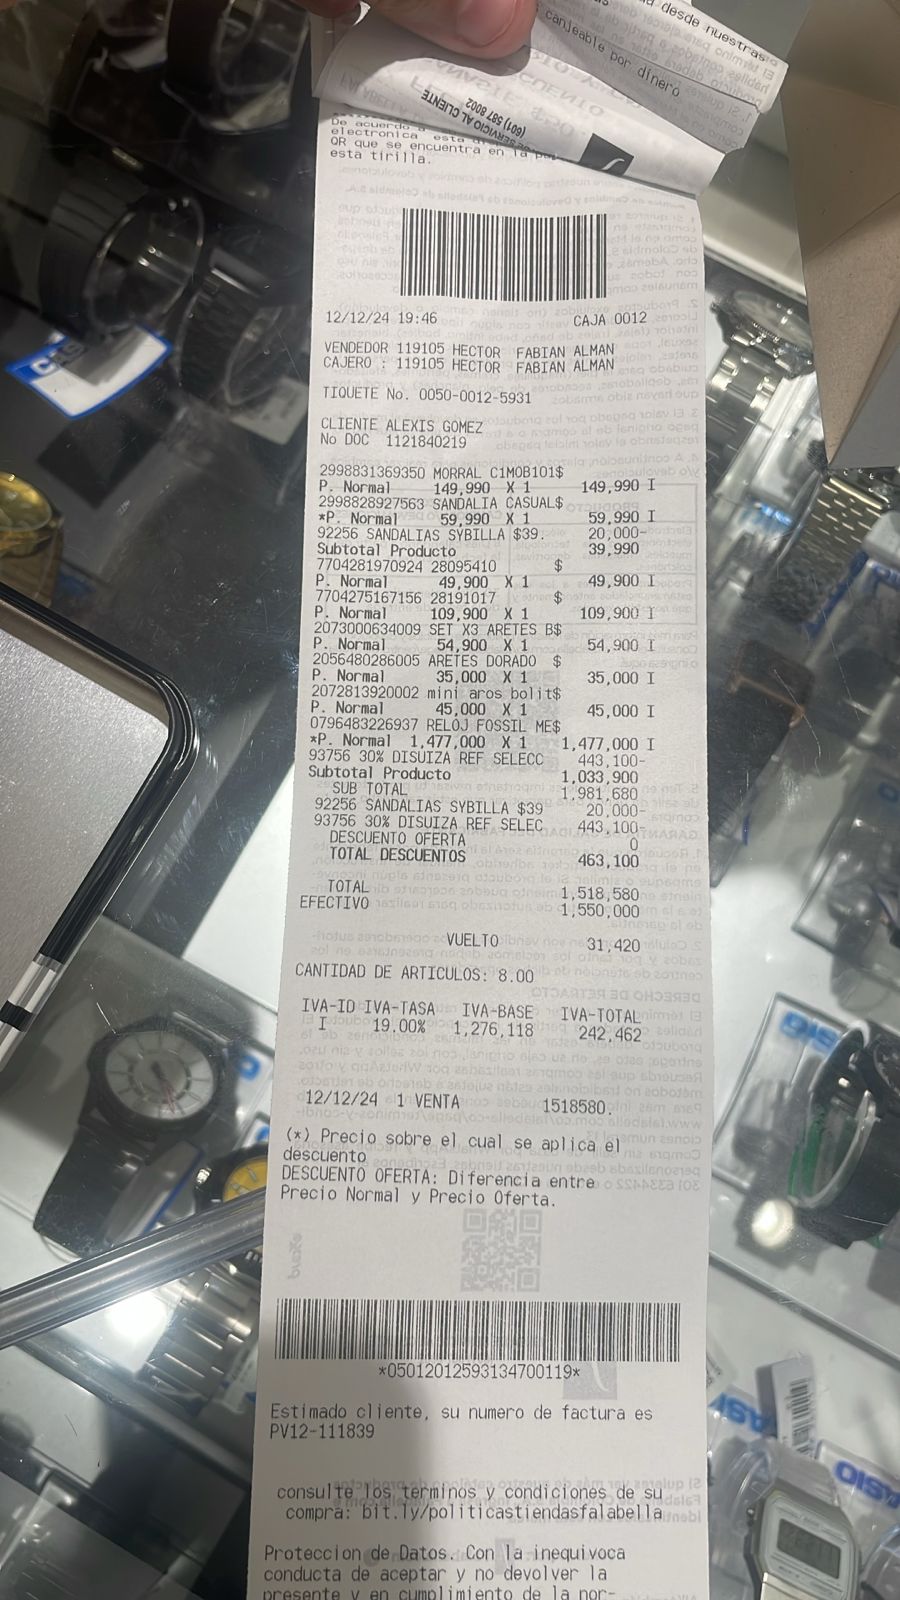 desde nuestras
canjeable por dinero
DE SERVICIO AL CLIENTE
(601) 587 8002
De acuerdo
electronica esta
QR que se encuentra en la
esta tirilla.
12/12/24 19:46 CAJA 0012
VENDEDOR 119105 HECTOR FABIAN ALMAN
CAJERO : 119105 HECTOR FABIAN ALMAN
TIQUETE No. 0050-0012-5931
CLIENTE ALEXIS GOMEZ
No DOC 1121840219
2998831369350 MORRAL C1MOB101$
P. Normal 149,990 X 1 149,990 I
2998828927563 SANDALIA CASUAL$
*P. Normal 59,990 X 1 59,990 I
92256 SANDALIAS SYBILLA $39. 20,000-
Subtotal Producto 39,990
7704281970924 28095410 $
P. Normal 49,900 X 1 49,900 I
7704275167156 28191017 $
P. Normal 109,900 X 1 109,900 I
2073000634009 SET X3 ARETES B$
P. Normal 54,900 X 1 54,900 I
2056480286005 ARETES DORADO $
P. Normal 35,000 X 1 35,000 I
2072813920002 mini aros bolit$
P. Normal 45,000 X 1 45,000 I
0796483226937 RELOJ FOSSIL ME$
*P. Normal 1,477,000 X 1 1,477,000 I
93756 30% DISUIZA REF SELECC 443,100-
Subtotal Producto 1,033,900
SUB TOTAL 1,981,680
92256 SANDALIAS SYBILLA $39 20,000-
93756 30% DISUIZA REF SELEC 443,100-
DESCUENTO OFERTA 0
TOTAL DESCUENTOS 463,100
TOTAL 1,518,580
EFECTIVO 1,550,000
VUELTO 31,420
CANTIDAD DE ARTICULOS: 8.00
IVA-ID IVA-TASA IVA-BASE IVA-TOTAL
I 19.00% 1,276,118 242,462
12/12/24 1 VENTA 1518580.
(*) Precio sobre el cual se aplica el
descuento
DESCUENTO OFERTA: Diferencia entre
Precio Normal y Precio Oferta.
*05012012593134700119*
Estimado cliente, su numero de factura es
PV12-111839
consulte los terminos y condiciones de su
compra: bit.ly/politicastiendasfalabella
Proteccion de Datos. Con la inequivoca
conducta de aceptar y no devolver la
presente y en cumplimiento de la nor-